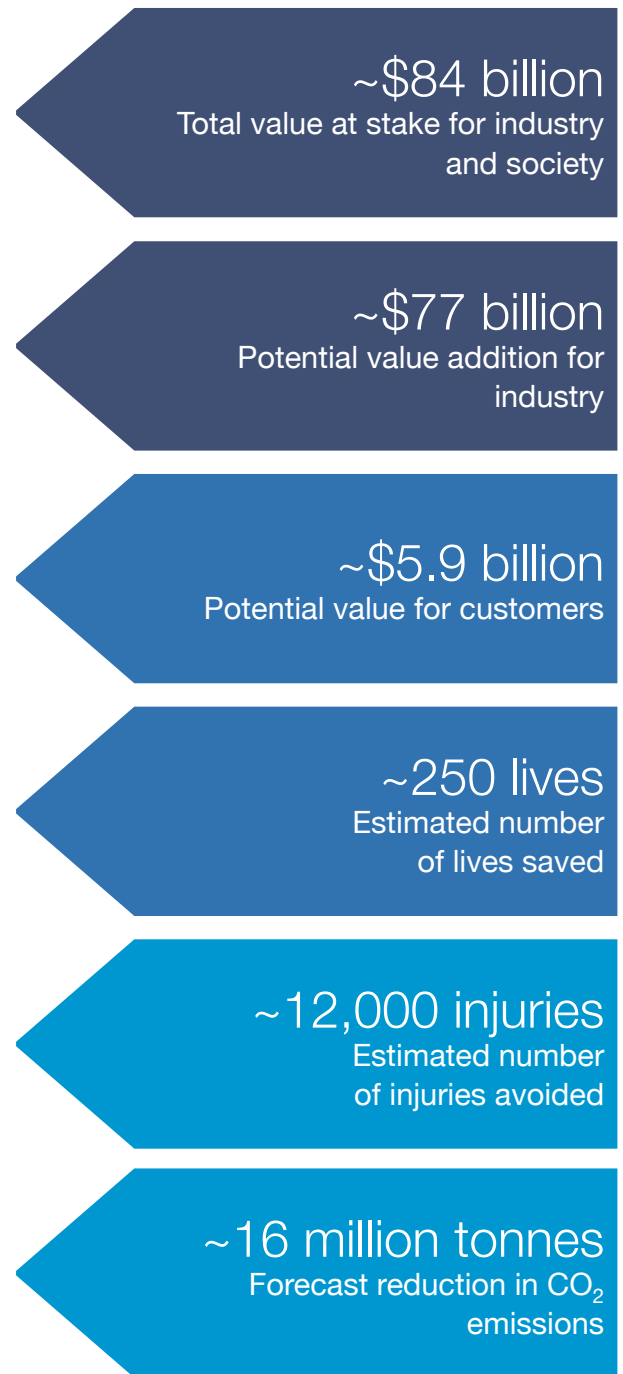 ~$84 billion
Total value at stake for industry
and society
~$77 billion
Potential value addition for
industry
~$5.9 billion
Potential value for customers
~250 lives
Estimated number
of lives saved
~12,000 injuries
Estimated number
of injuries avoided
~16 million tonnes
Forecast reduction in CO₂
emissions